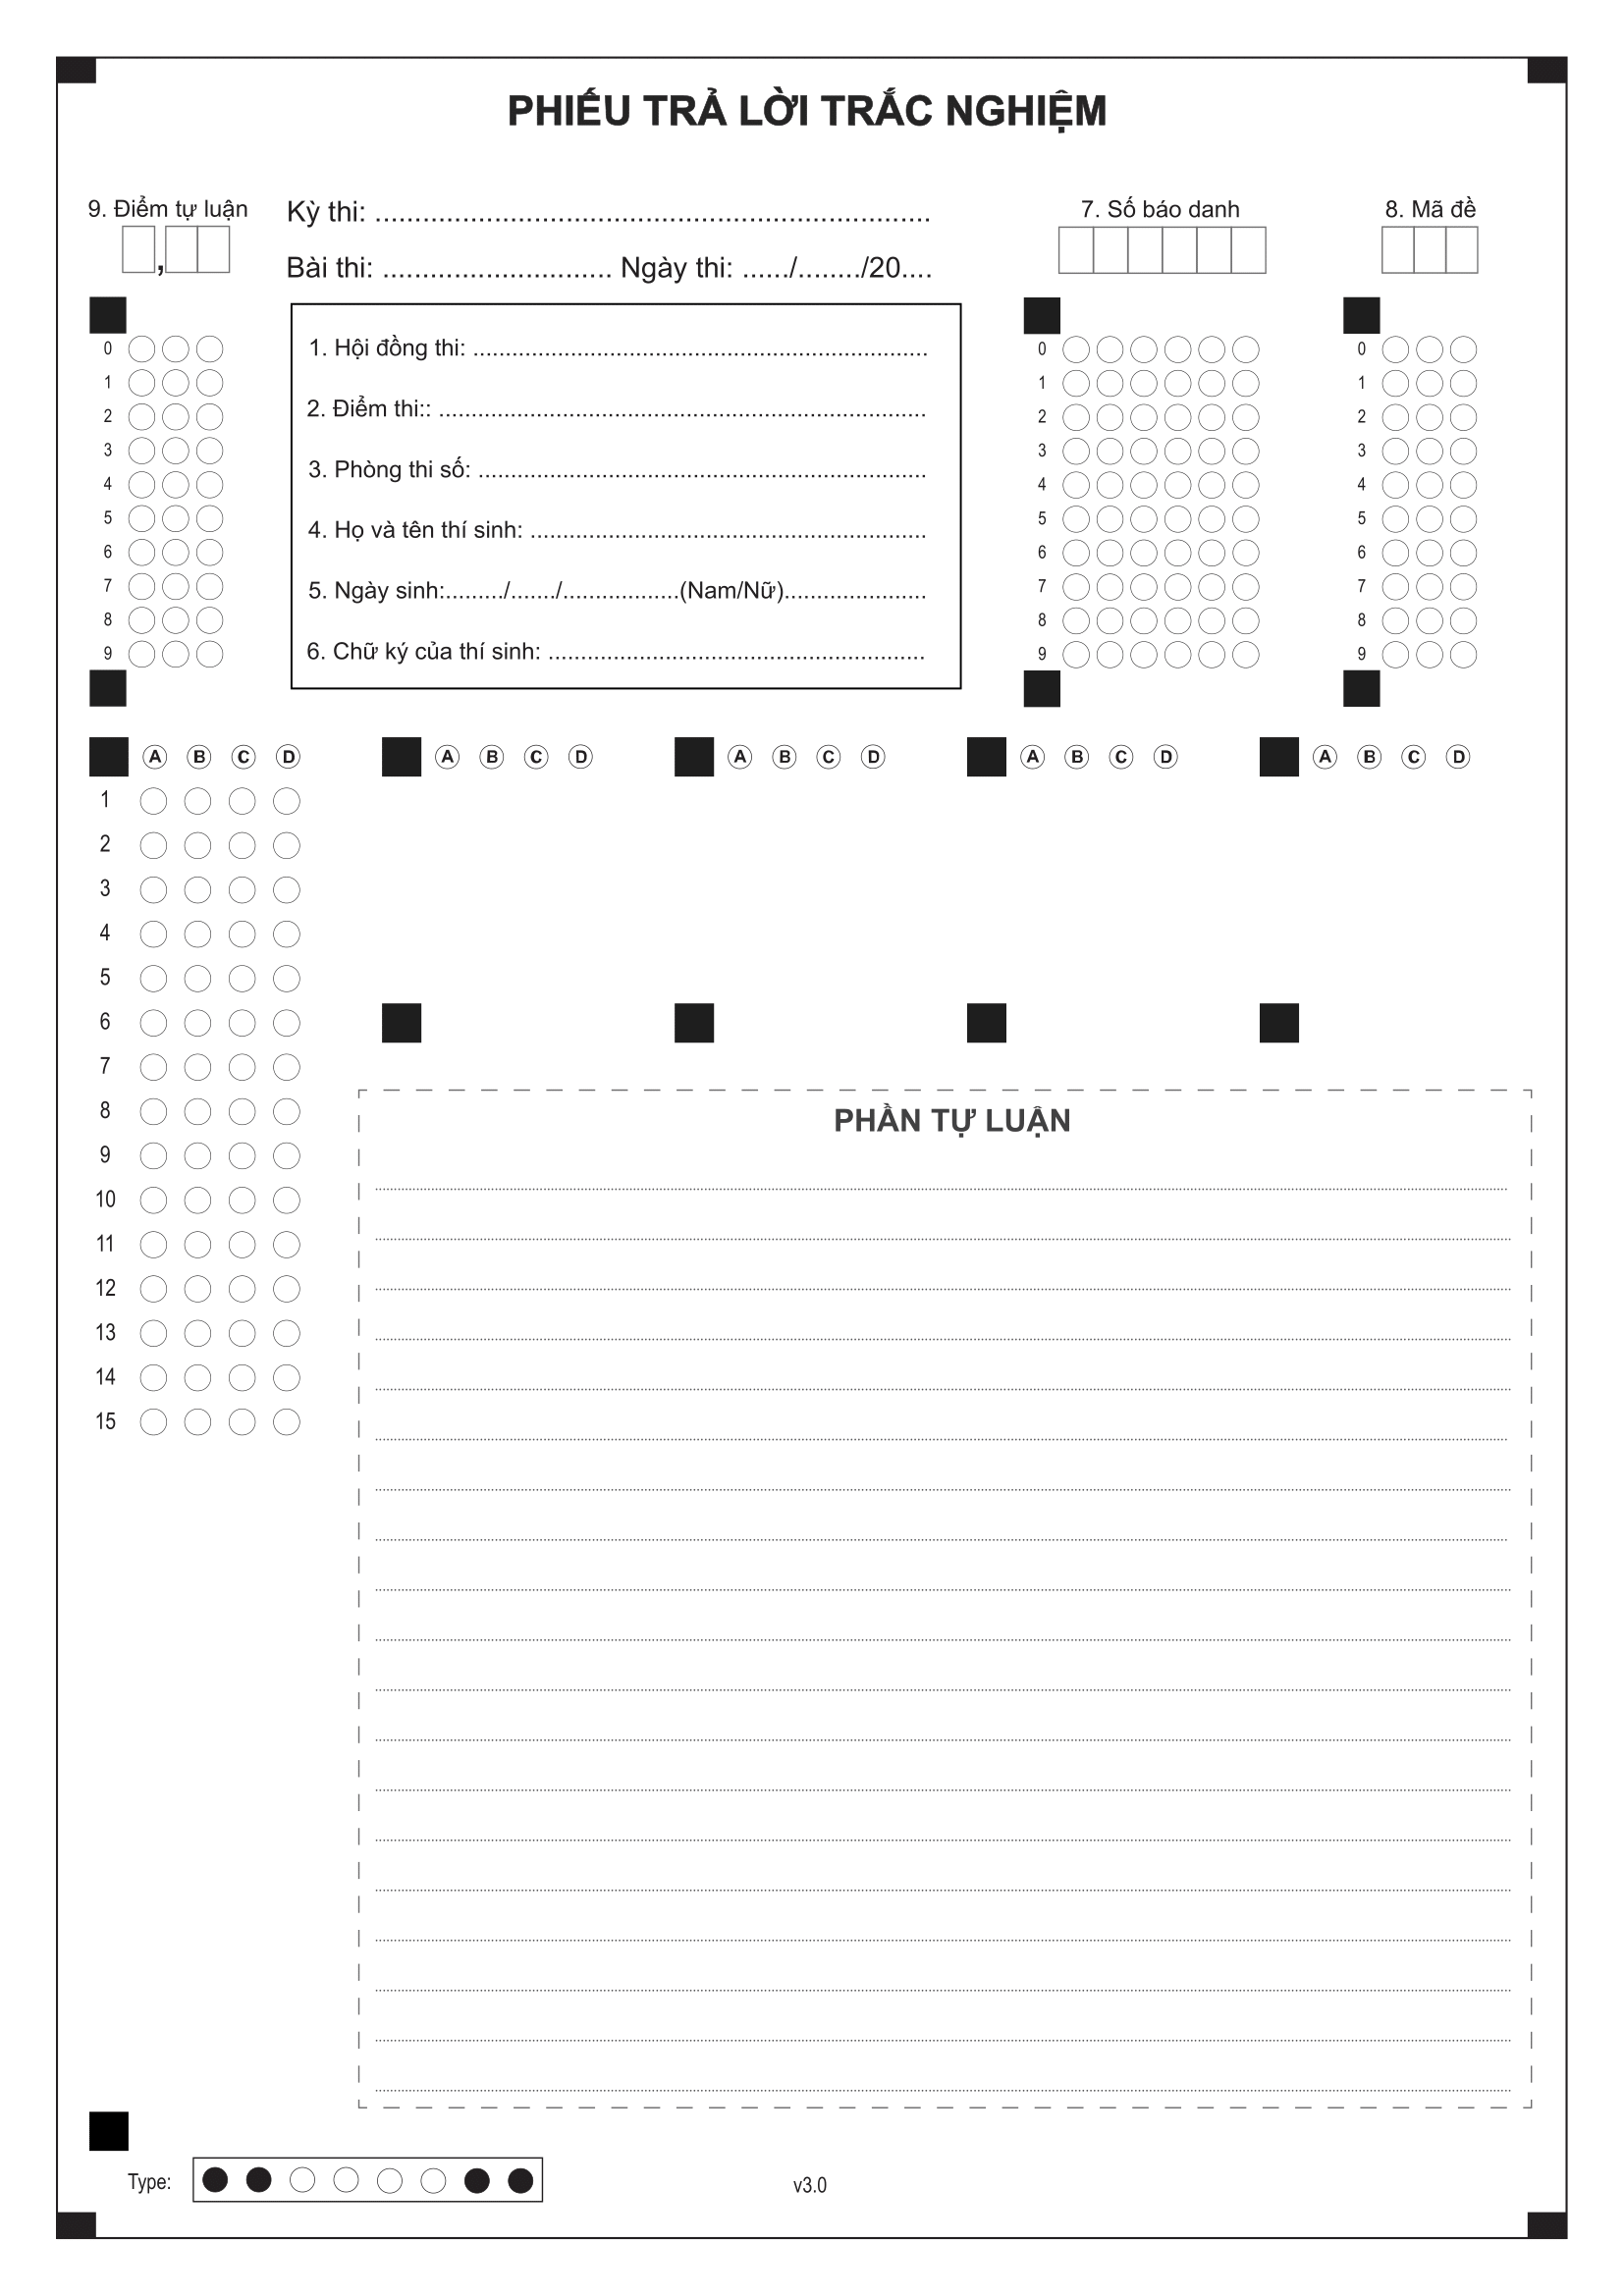 PHIẾU TRẢ LỜI TRẮC NGHIỆM
9. Điểm tự luận
,
Kỳ thi: ......................................................................
Bài thi: ............................. Ngày thi: ....../......../20....
7. Số báo danh
8. Mã đề
1. Hội đồng thi: ......................................................................
2. Điểm thi:: ...........................................................................
3. Phòng thi số: .....................................................................
4. Họ và tên thí sinh: .............................................................
5. Ngày sinh:........./......./..................(Nam/Nữ)......................
6. Chữ ký của thí sinh: ..........................................................
0 0 0
1 1 1
2 2 2
3 3 3
4 4 4
5 5 5
6 6 6
7 7 7
8 8 8
9 9 9
A B C D A B C D A B C D A B C D A B C D
1
2
3
4
5
6
7
8
9
10
11
12
13
14
15
PHẦN TỰ LUẬN
Type:
v3.0